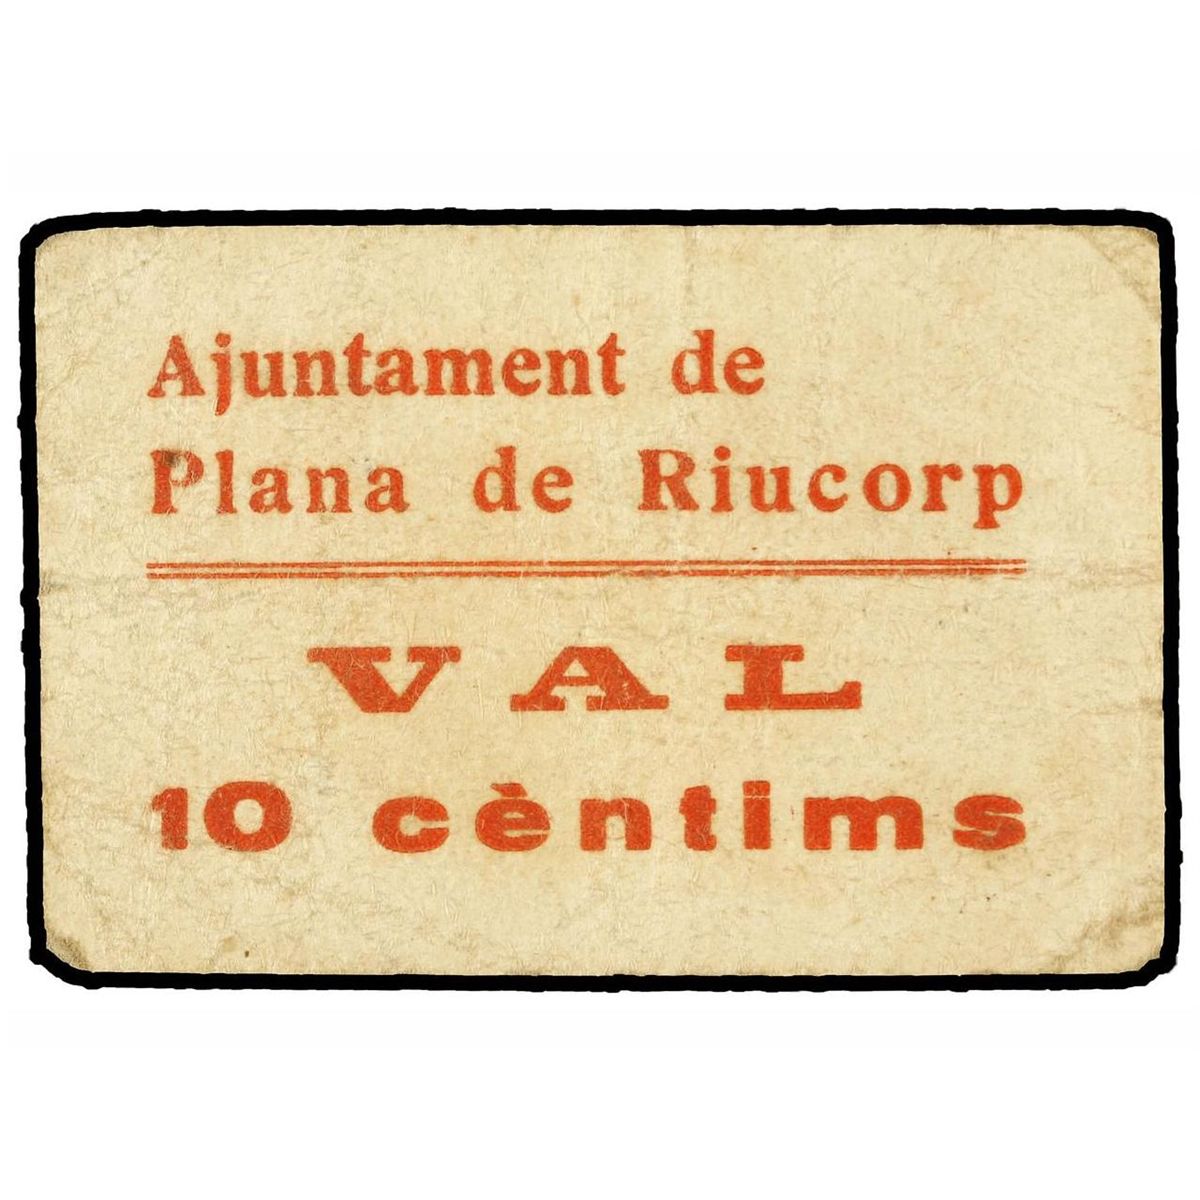 Ajuntament de
Plana de Riucorp
VAL
10 cèntims